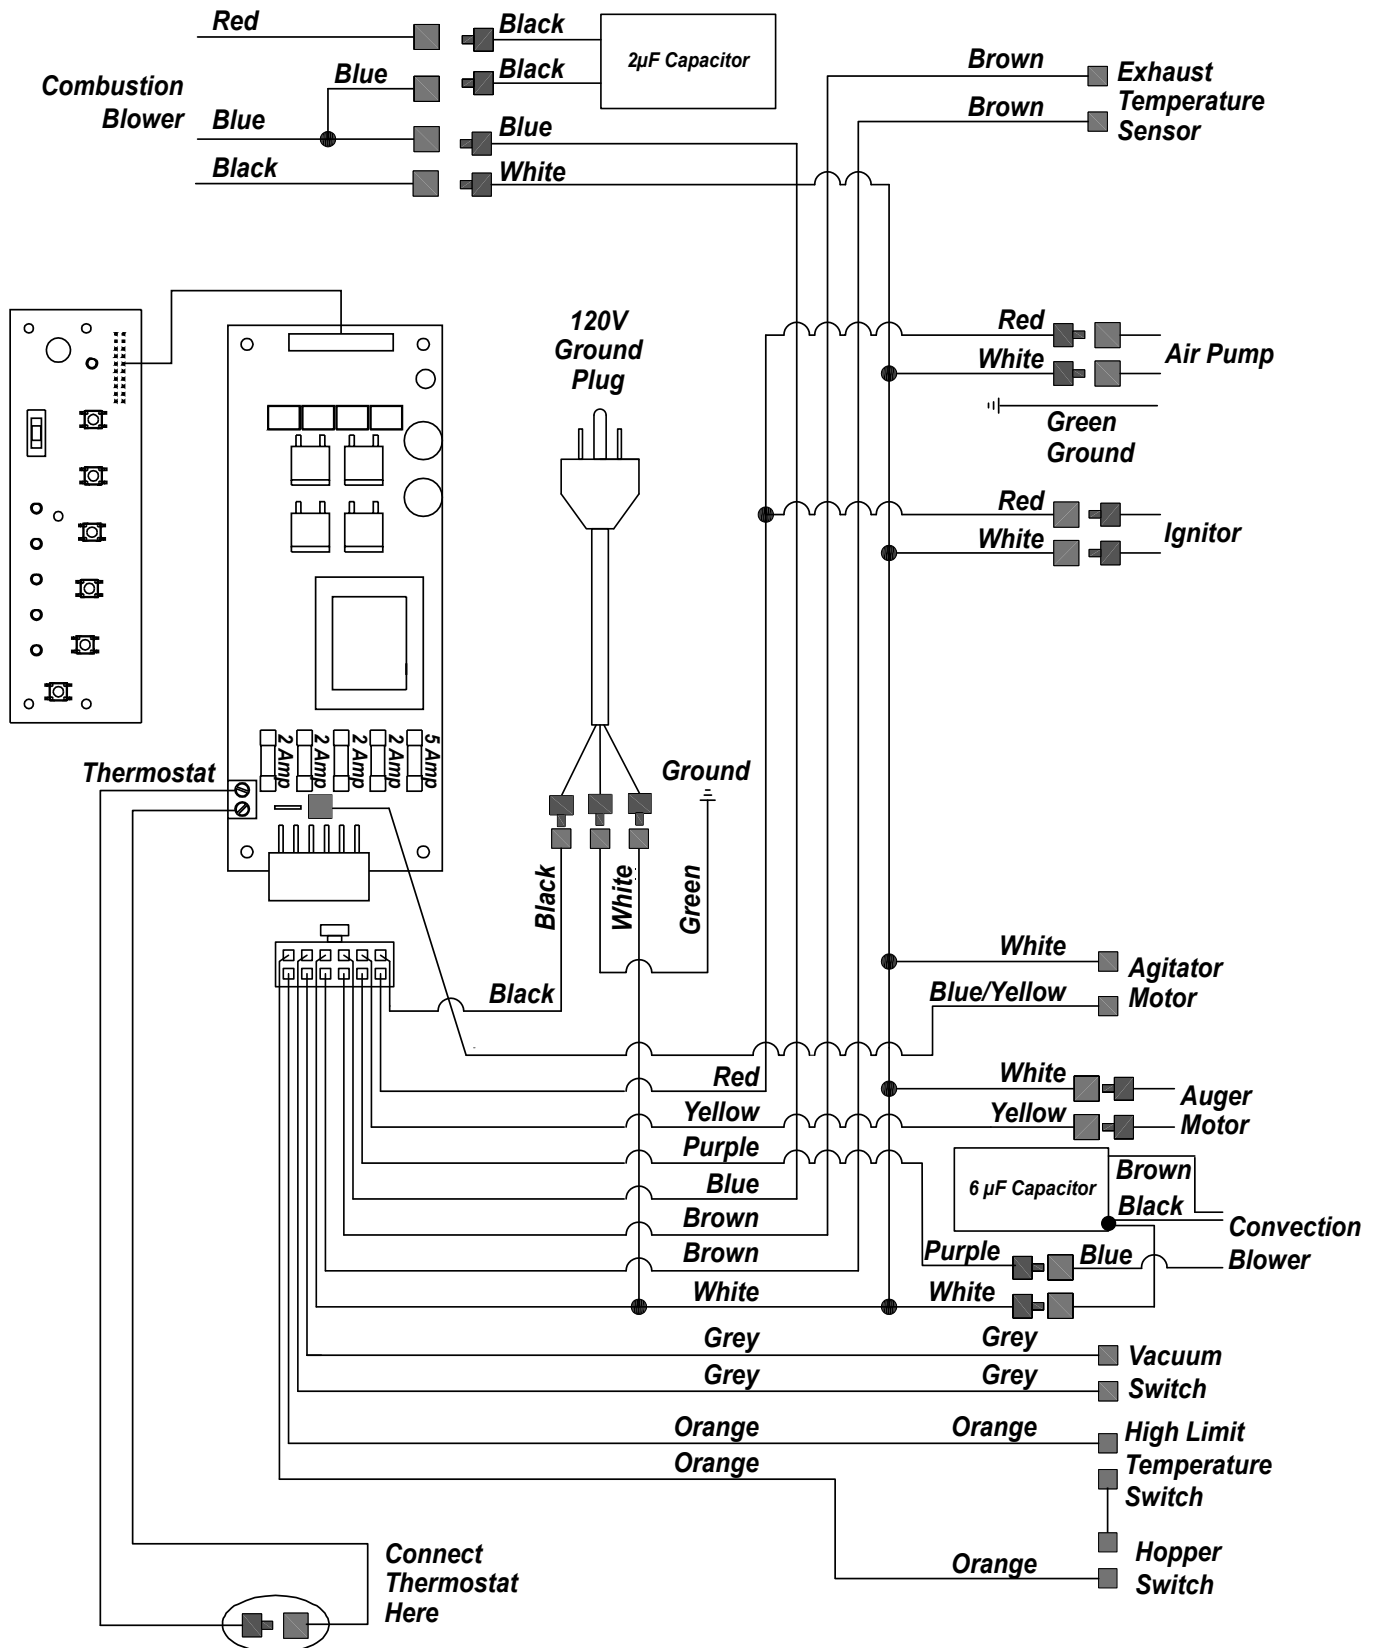 Red
Black
2µF Capacitor
Blue
Black
Combustion
Blower
Blue
Blue
Black
White
Brown
Exhaust
Temperature
Sensor
Brown
120V
Ground
Plug
Red
White
Air Pump
Green
Ground
Red
White
Ignitor
2 Amp
2 Amp
2 Amp
2 Amp
5 Amp
Thermostat
Ground
Black
White
Green
Black
White
Agitator
Motor
Blue/Yellow
Red
White
Auger
Motor
Yellow
Yellow
Purple
6 µF Capacitor
Brown
Black
Convection
Blower
Blue
Brown
Purple
Blue
Brown
White
White
Grey
Grey
Vacuum
Switch
Grey
Grey
Orange
Orange
High Limit
Temperature
Switch
Orange
Orange
Hopper
Switch
Connect
Thermostat
Here